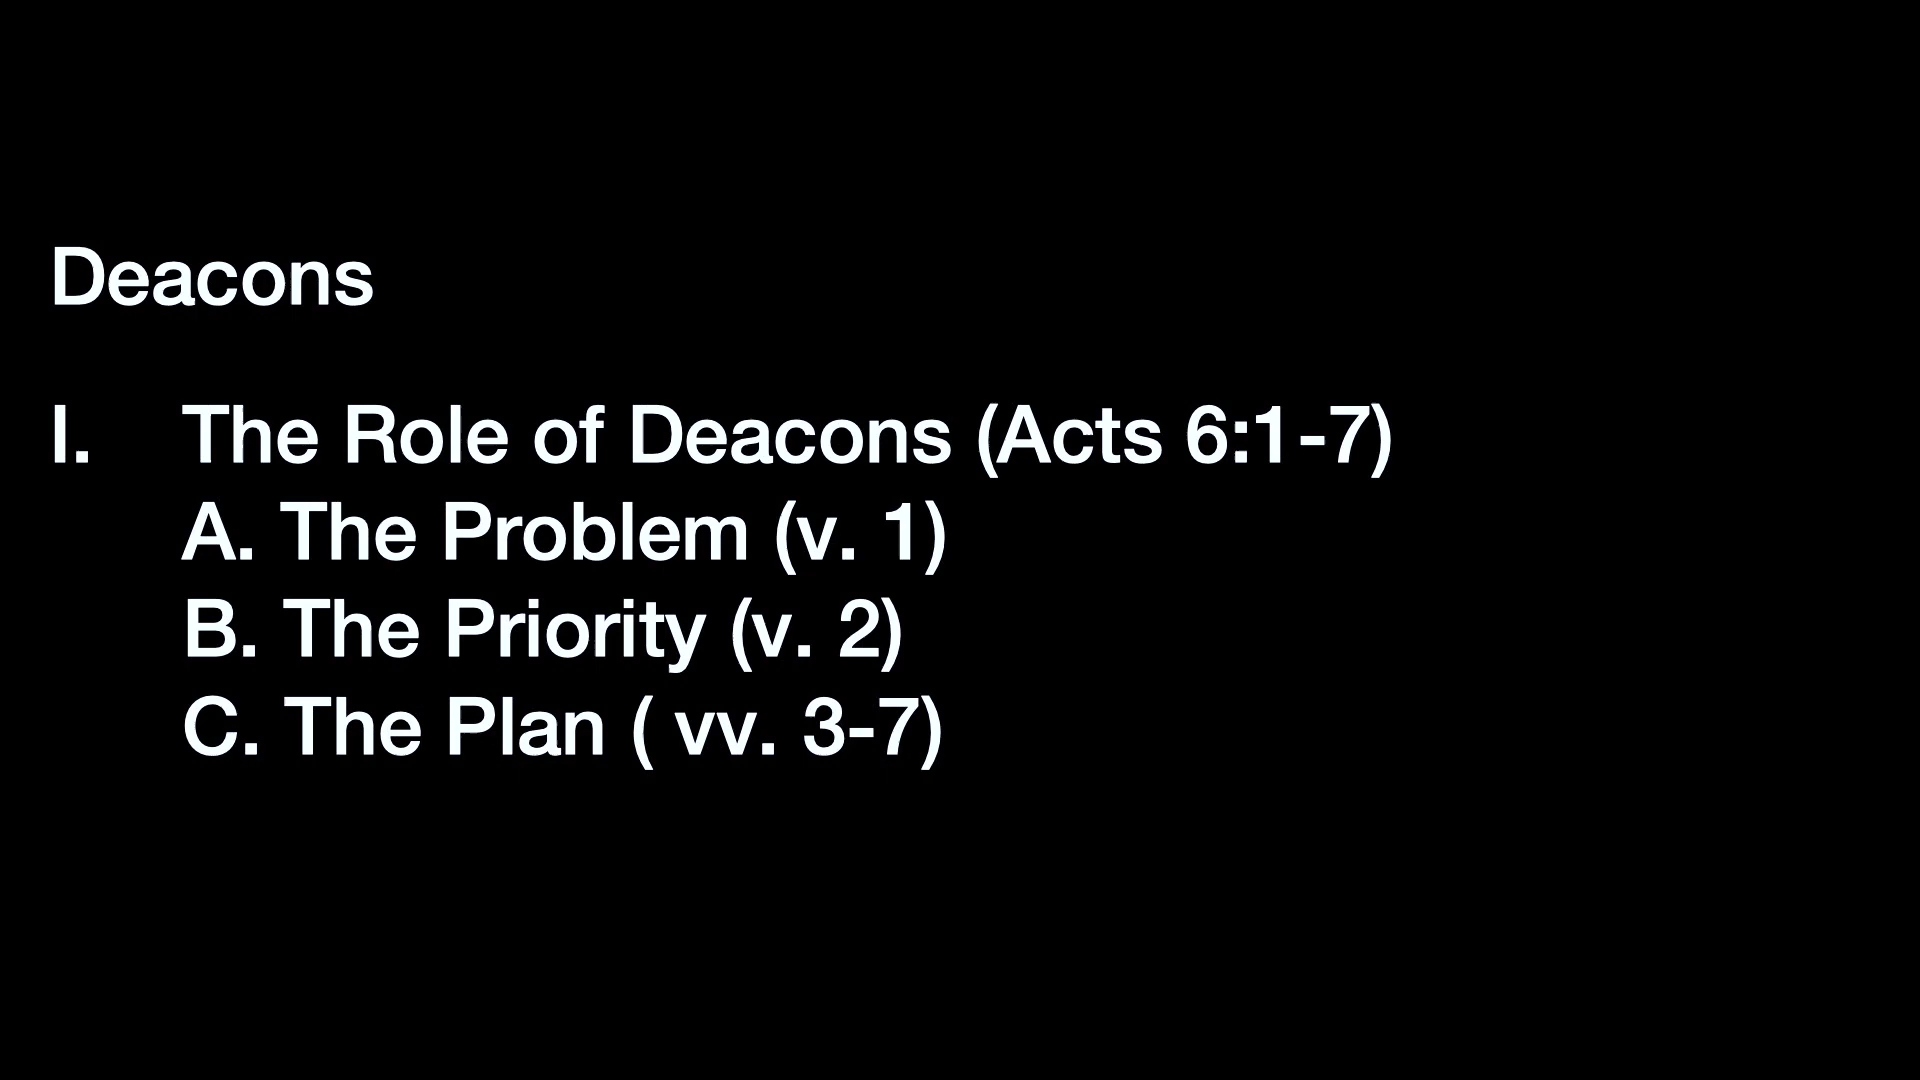 Deacons
I. The Role of Deacons (Acts 6:1-7)
A. The Problem (v. 1)
B. The Priority (v. 2)
C. The Plan ( vv. 3-7)